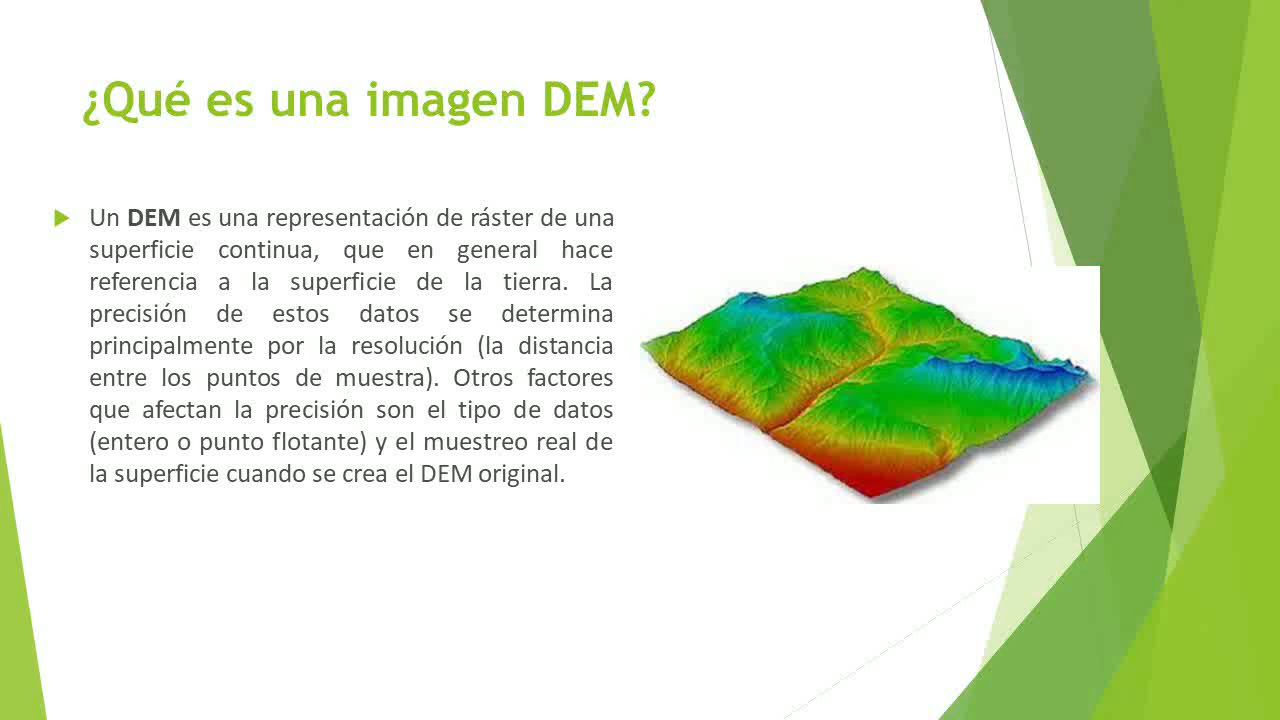 ¿Qué es una imagen DEM?
Un DEM es una representación de ráster de una
superficie continua, que en general hace
referencia a la superficie de la tierra. La
precisión de estos datos se determina
principalmente por la resolución (la distancia
entre los puntos de muestra). Otros factores
que afectan la precisión son el tipo de datos
(entero o punto flotante) y el muestreo real de
la superficie cuando se crea el DEM original.